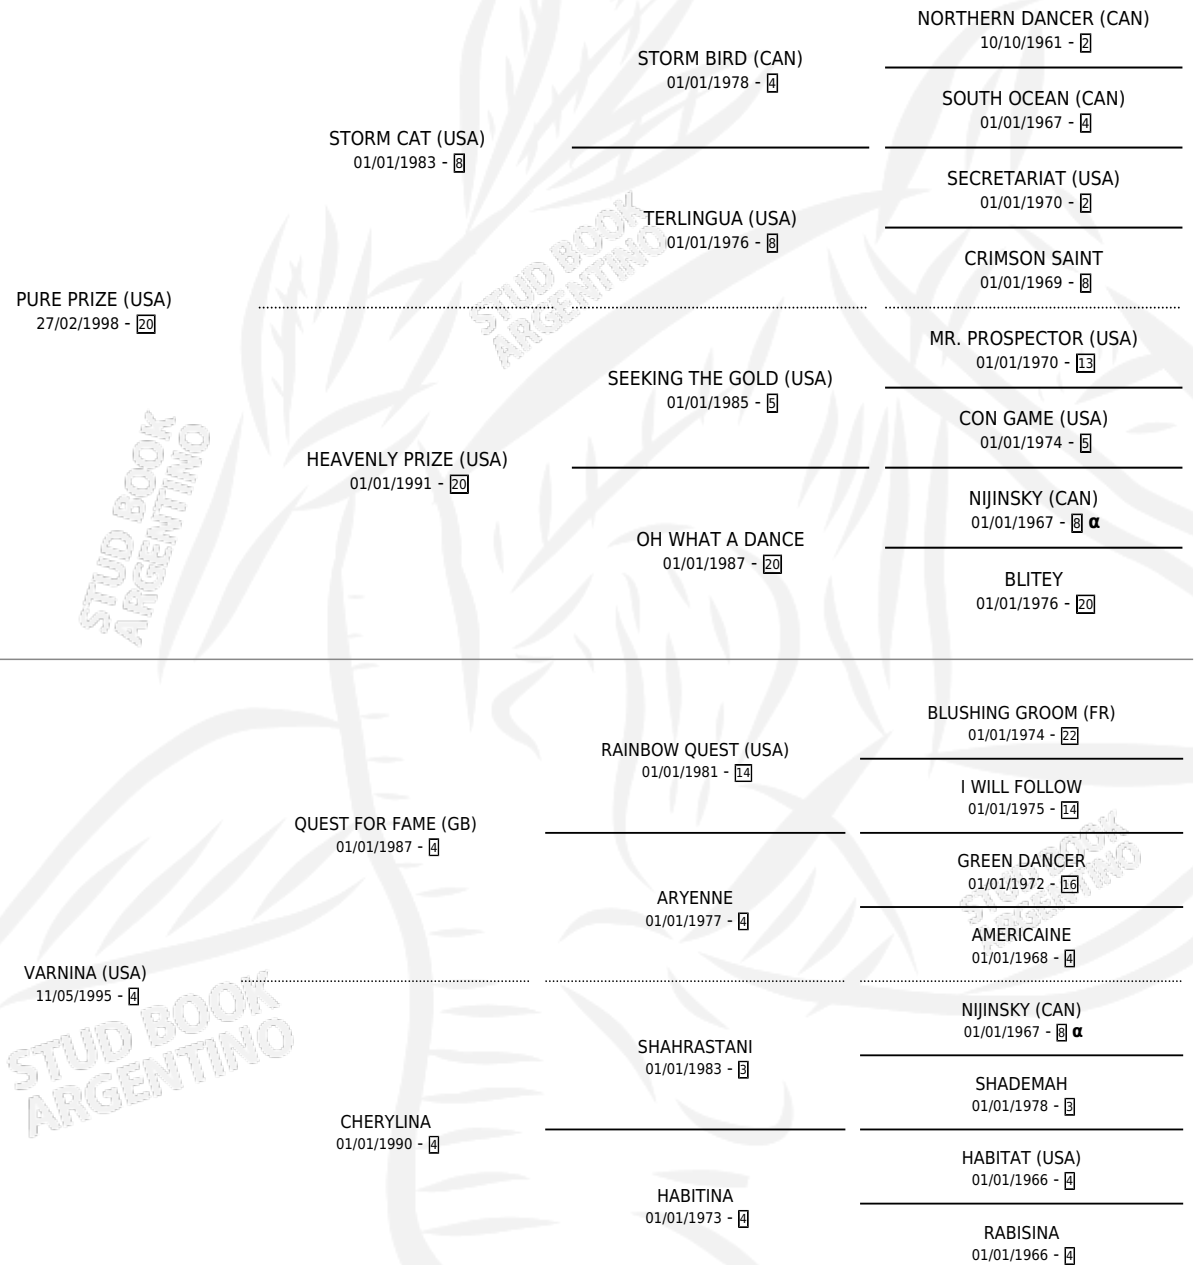 NORTHERN DANCER (CAN)
10/10/1961 - 2
STORM BIRD (CAN)
01/01/1978 - 4
SOUTH OCEAN (CAN)
01/01/1967 - 4
STORM CAT (USA)
01/01/1983 - 8
SECRETARIAT (USA)
01/01/1970 - 2
TERLINGUA (USA)
01/01/1976 - 8
CRIMSON SAINT
01/01/1969 - 8
PURE PRIZE (USA)
27/02/1998 - 20
STUD BOOK
ARGENTINO
MR. PROSPECTOR (USA)
01/01/1970 - 13
SEEKING THE GOLD (USA)
01/01/1985 - 5
CON GAME (USA)
01/01/1974 - 5
HEAVENLY PRIZE (USA)
01/01/1991 - 20
NIJINSKY (CAN)
01/01/1967 - 8 α
OH WHAT A DANCE
01/01/1987 - 20
BLITEY
01/01/1976 - 20
STUD BOOK
ARGENTINO
BLUSHING GROOM (FR)
01/01/1974 - 22
RAINBOW QUEST (USA)
01/01/1981 - 14
I WILL FOLLOW
01/01/1975 - 14
QUEST FOR FAME (GB)
01/01/1987 - 4
GREEN DANCER
01/01/1972 - 16
ARYENNE
01/01/1977 - 4
AMERICAINE
01/01/1968 - 4
STUD BOOK
ARGENTINO
VARNINA (USA)
11/05/1995 - 4
NIJINSKY (CAN)
01/01/1967 - 8 α
SHAHRASTANI
01/01/1983 - 3
SHADEMAH
01/01/1978 - 3
STUD BOOK
ARGENTINO
CHERYLINA
01/01/1990 - 4
HABITAT (USA)
01/01/1966 - 4
HABITINA
01/01/1973 - 4
RABISINA
01/01/1966 - 4